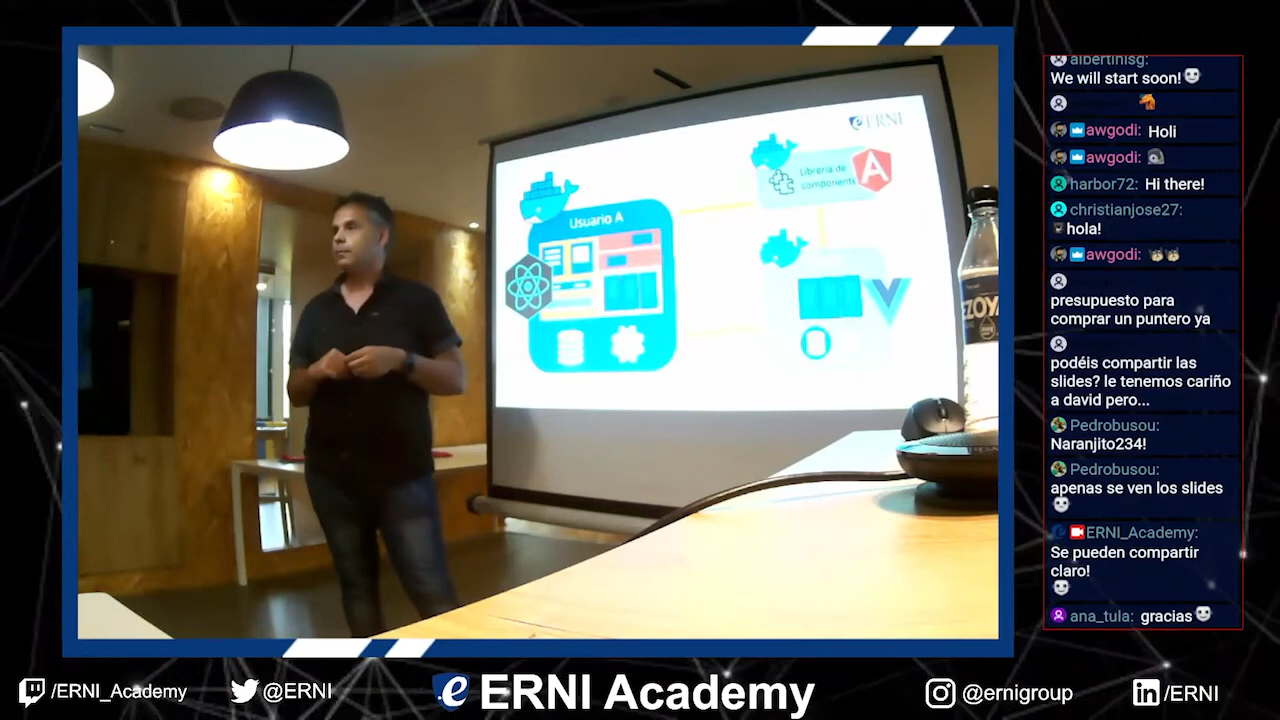 ERNI
Librería de
componente
Usuario A
albertinisg:
We will start soon!
awgodi: Holi
awgodi:
harbor72: Hi there!
christianjose27:
hola!
awgodi:
presupuesto para
comprar un puntero ya
podéis compartir las
slides? le tenemos cariño
a david pero...
Pedrobusou:
Naranjito234!
Pedrobusou:
apenas se ven los slides
ERNI_Academy:
Se pueden compartir
claro!
ana_tula: gracias
/ERNI_Academy
@ERNI
ERNI Academy
@ernigroup
/ERNI